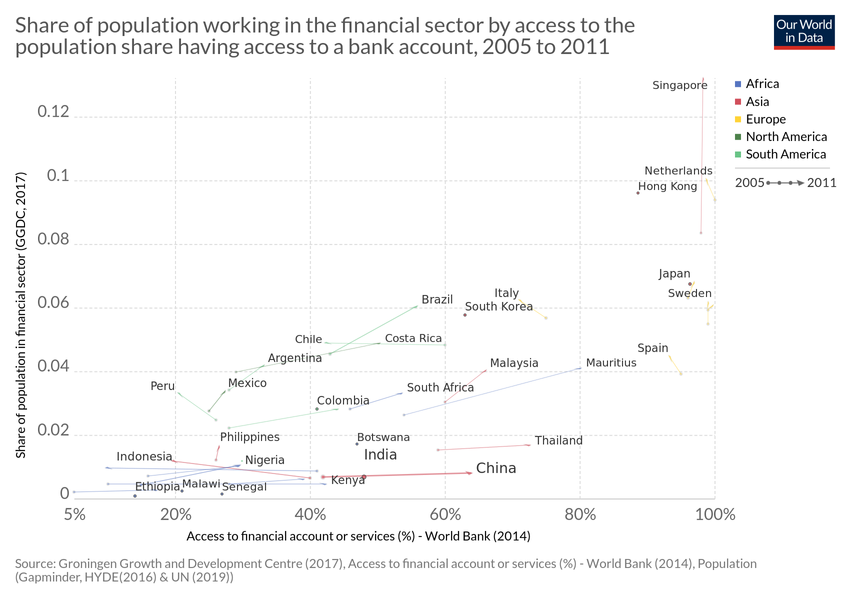 Share of population working in the financial sector by access to the
population share having access to a bank account, 2005 to 2011
Our World
in Data
Share of population in financial sector (GGDC, 2017)
0.12
0.1
0.08
0.06
0.04
0.02
0
Singapore
Netherlands
Hong Kong
Japan
Sweden
Italy
South Korea
Brazil
Chile
Costa Rica
Argentina
Spain
Malaysia
Mauritius
Peru
Mexico
Colombia
South Africa
Philippines
Botswana
Thailand
Indonesia
Nigeria
India
China
Ethiopia
Malawi
Senegal
Kenya
5%
20%
40%
60%
80%
100%
Access to financial account or services (%) - World Bank (2014)
Africa
Asia
Europe
North America
South America
2005
2011
Source: Groningen Growth and Development Centre (2017), Access to financial account or services (%) - World Bank (2014), Population
(Gapminder, HYDE(2016) & UN (2019))